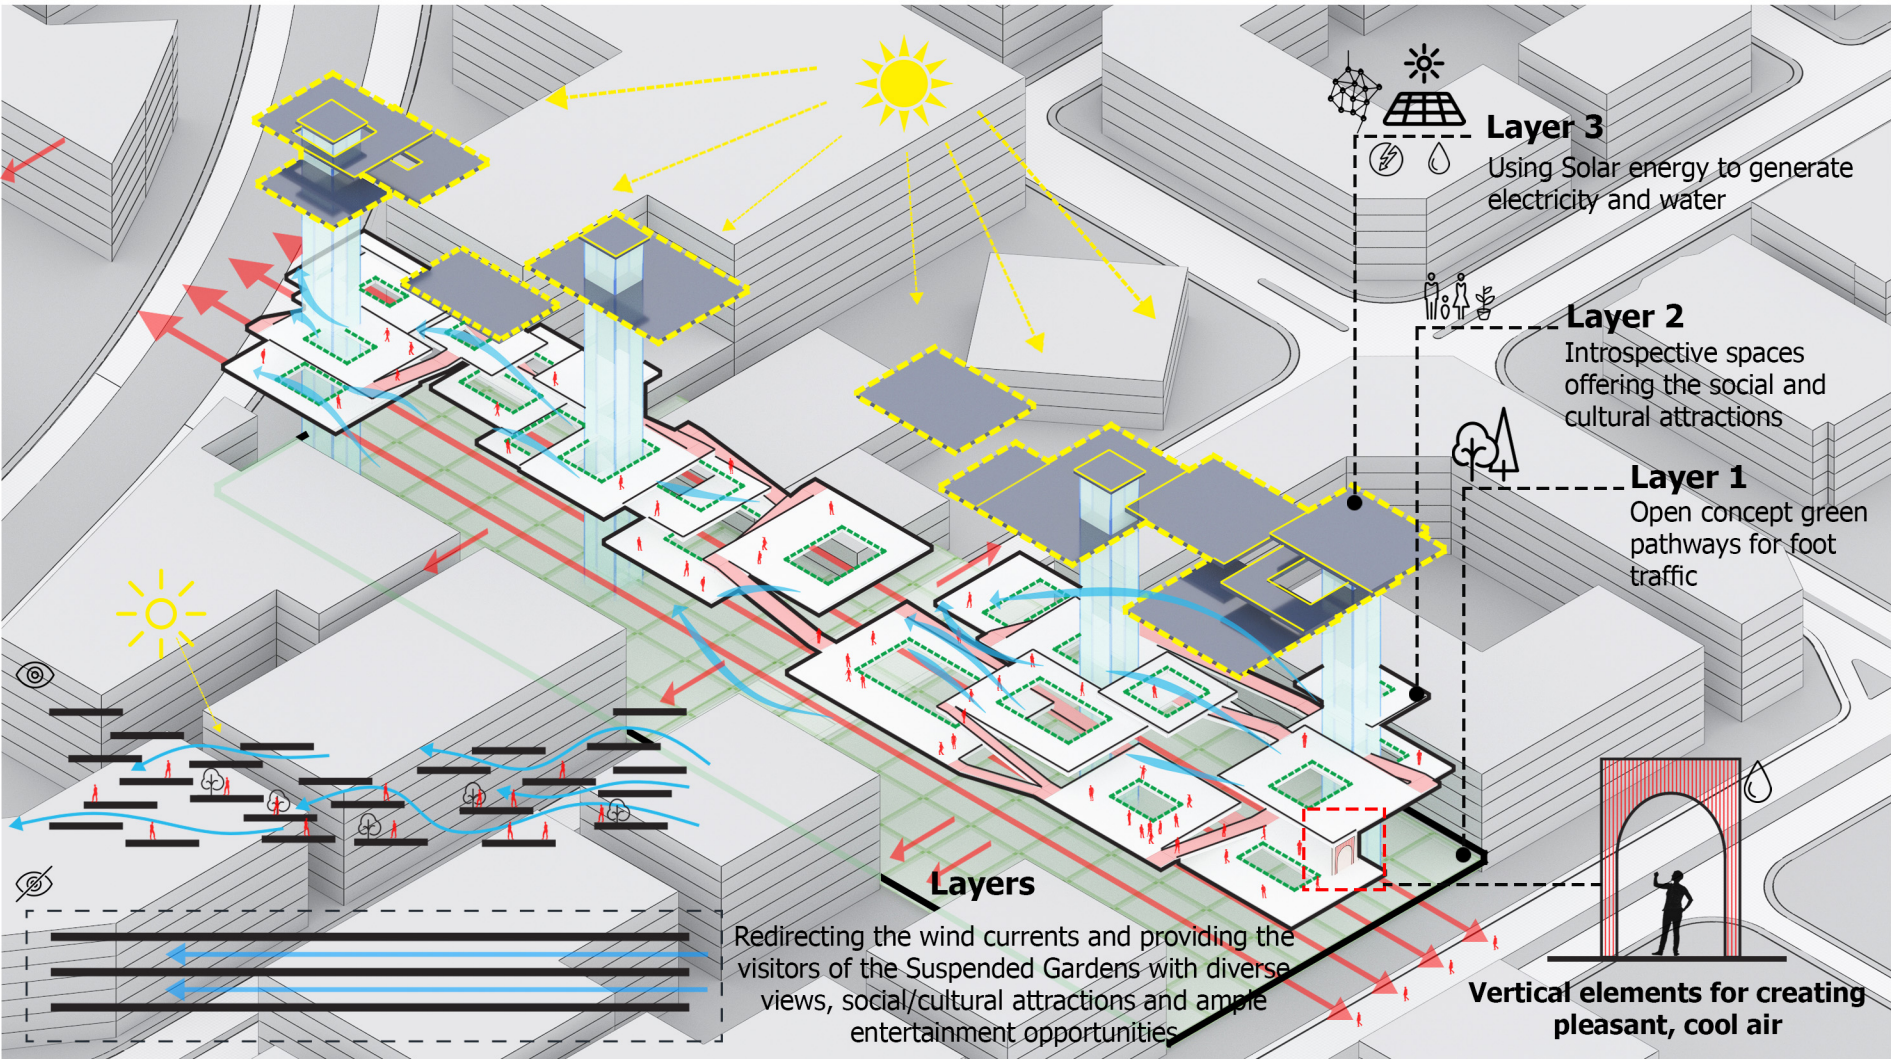 Layer 3
Using Solar energy to generate
electricity and water
Layer 2
Introspective spaces
offering the social and
cultural attractions
Layer 1
Open concept green
pathways for foot
traffic
Layers
Redirecting the wind currents and providing the
visitors of the Suspended Gardens with diverse
views, social/cultural attractions and ample
entertainment opportunities
Vertical elements for creating
pleasant, cool air